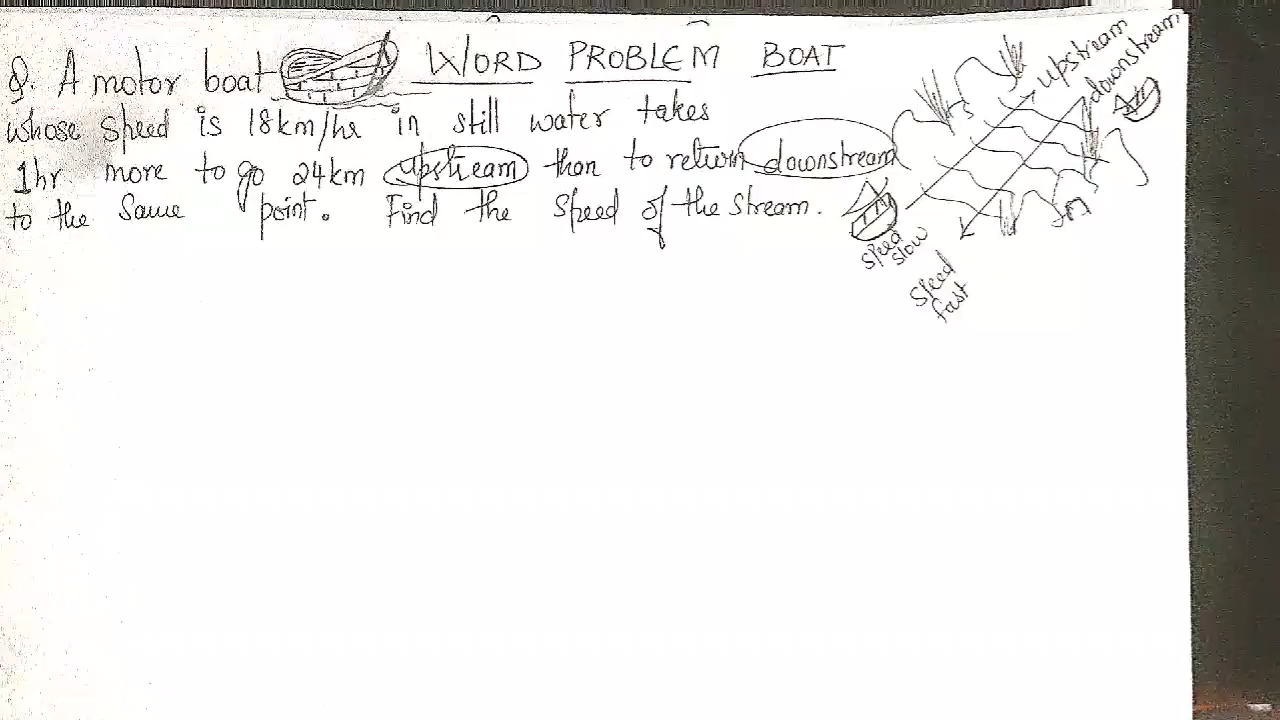 WORD PROBLEM BOAT
Q. A motor boat
whose speed is 18km/hr in still water takes
1hr more to go 24km upstream than to return downstream
to the same point. Find the speed of the stream.
upstream
downstream
speed slow
speed fast